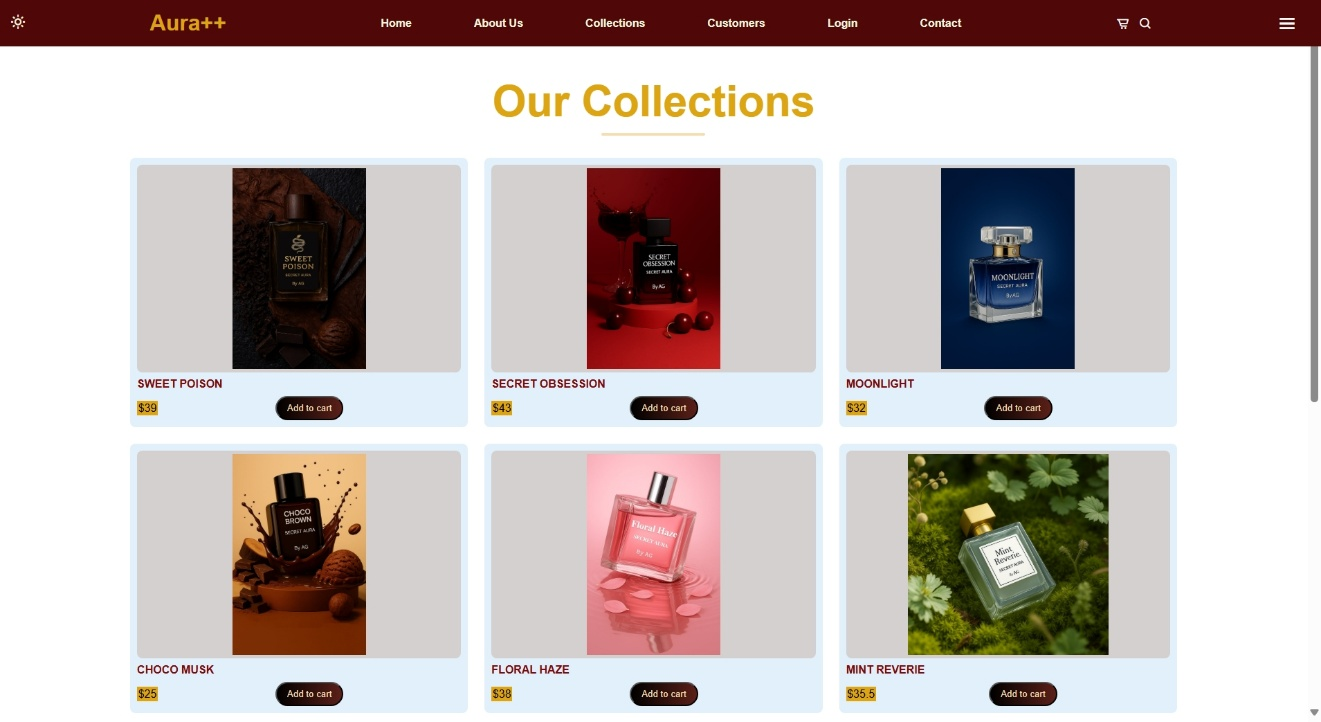 Aura++ Home About Us Collections Customers Login Contact
Our Collections
SWEET
POISON
SECRET AURA
By AG
SECRET
OBSESSION
SECRET AURA
By AG
MOONLIGHT
SECRET AURA
By AG
SWEET POISON
SECRET OBSESSION
MOONLIGHT
$39 Add to cart
$43 Add to cart
$32 Add to cart
CHOCO
BROWN
SECRET AURA
By AG
Floral Haze
SECRET AURA
By AG
Mint
Reverie
SECRET AURA
By AG
CHOCO MUSK
FLORAL HAZE
MINT REVERIE
$25 Add to cart
$38 Add to cart
$35.5 Add to cart